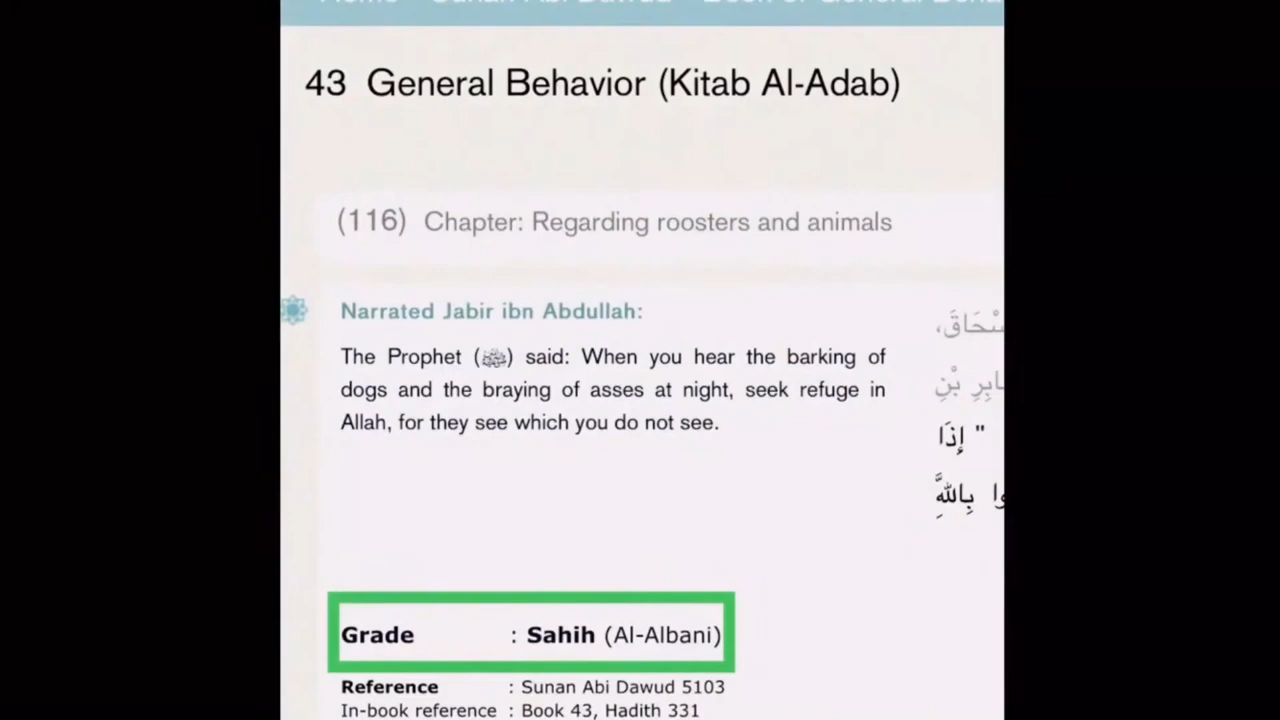 43 General Behavior (Kitab Al-Adab)
(116) Chapter: Regarding roosters and animals
Narrated Jabir ibn Abdullah:
The Prophet (ﷺ) said: When you hear the barking of
dogs and the braying of asses at night, seek refuge in
Allah, for they see which you do not see.
" إِذَا
بِاللَّهِ
Grade : Sahih (Al-Albani)
Reference : Sunan Abi Dawud 5103
In-book reference : Book 43, Hadith 331